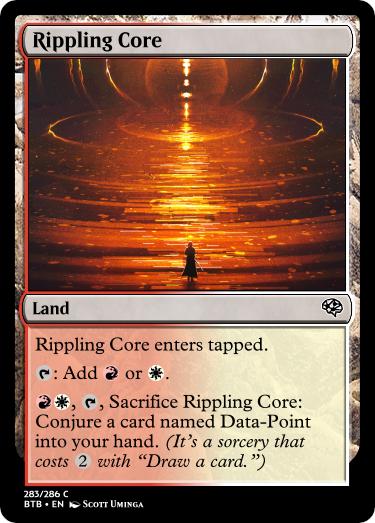 Rippling Core
Land
Rippling Core enters tapped.
: Add or .
, , Sacrifice Rippling Core:
Conjure a card named Data-Point
into your hand. (It's a sorcery that
costs 2 with “Draw a card.”)
283/286 C
BTB • EN Scott Uminga